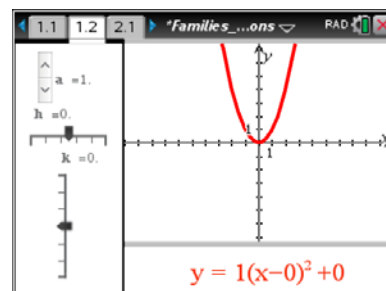 1.1 1.2 2.1 *Families_...ons RAD
a =1.
h =0.
k =0.
y
1
1
x
y = 1(x-0)² +0